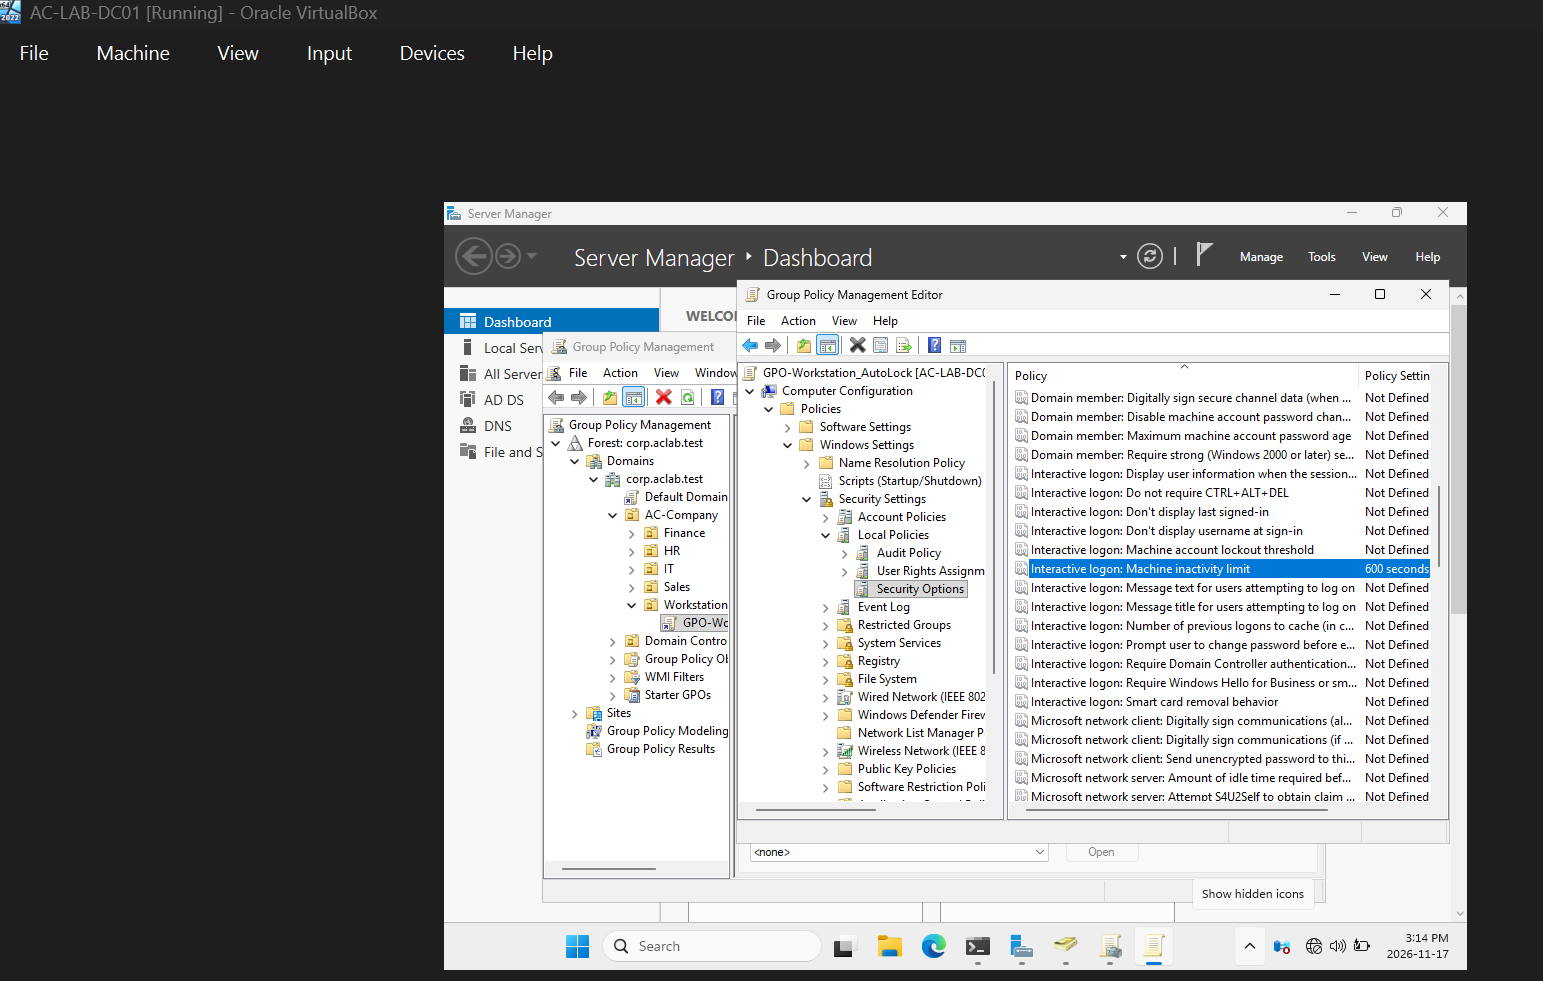 AC-LAB-DC01 [Running] - Oracle VirtualBox
File Machine View Input Devices Help
Server Manager
Server Manager Dashboard
Manage Tools View Help
Dashboard
Local Serv
All Server
AD DS
DNS
File and S
WELCO
Group Policy Management
File Action View Window
Group Policy Management
Forest: corp.aclab.test
Domains
corp.aclab.test
Default Domain
AC-Company
Finance
HR
IT
Sales
Workstation
GPO-Wo
Domain Contro
Group Policy Ob
WMI Filters
Starter GPOs
Sites
Group Policy Modeling
Group Policy Results
Group Policy Management Editor
File Action View Help
GPO-Workstation_AutoLock [AC-LAB-DC0
Computer Configuration
Policies
Software Settings
Windows Settings
Name Resolution Policy
Scripts (Startup/Shutdown)
Security Settings
Account Policies
Local Policies
Audit Policy
User Rights Assignm
Security Options
Event Log
Restricted Groups
System Services
Registry
File System
Wired Network (IEEE 802
Windows Defender Firew
Network List Manager P
Wireless Network (IEEE 8
Public Key Policies
Software Restriction Poli
Policy Policy Settin
Domain member: Digitally sign secure channel data (when ... Not Defined
Domain member: Disable machine account password chan... Not Defined
Domain member: Maximum machine account password age Not Defined
Domain member: Require strong (Windows 2000 or later) se... Not Defined
Interactive logon: Display user information when the session... Not Defined
Interactive logon: Do not require CTRL+ALT+DEL Not Defined
Interactive logon: Don't display last signed-in Not Defined
Interactive logon: Don't display username at sign-in Not Defined
Interactive logon: Machine account lockout threshold Not Defined
Interactive logon: Machine inactivity limit 600 seconds
Interactive logon: Message text for users attempting to log on Not Defined
Interactive logon: Message title for users attempting to log on Not Defined
Interactive logon: Number of previous logons to cache (in c... Not Defined
Interactive logon: Prompt user to change password before e... Not Defined
Interactive logon: Require Domain Controller authentication... Not Defined
Interactive logon: Require Windows Hello for Business or sm... Not Defined
Interactive logon: Smart card removal behavior Not Defined
Microsoft network client: Digitally sign communications (al... Not Defined
Microsoft network client: Digitally sign communications (if ... Not Defined
Microsoft network client: Send unencrypted password to thi... Not Defined
Microsoft network server: Amount of idle time required bef... Not Defined
Microsoft network server: Attempt S4U2Self to obtain claim ... Not Defined
<none> Open
Show hidden icons
Search
3:14 PM
2026-11-17